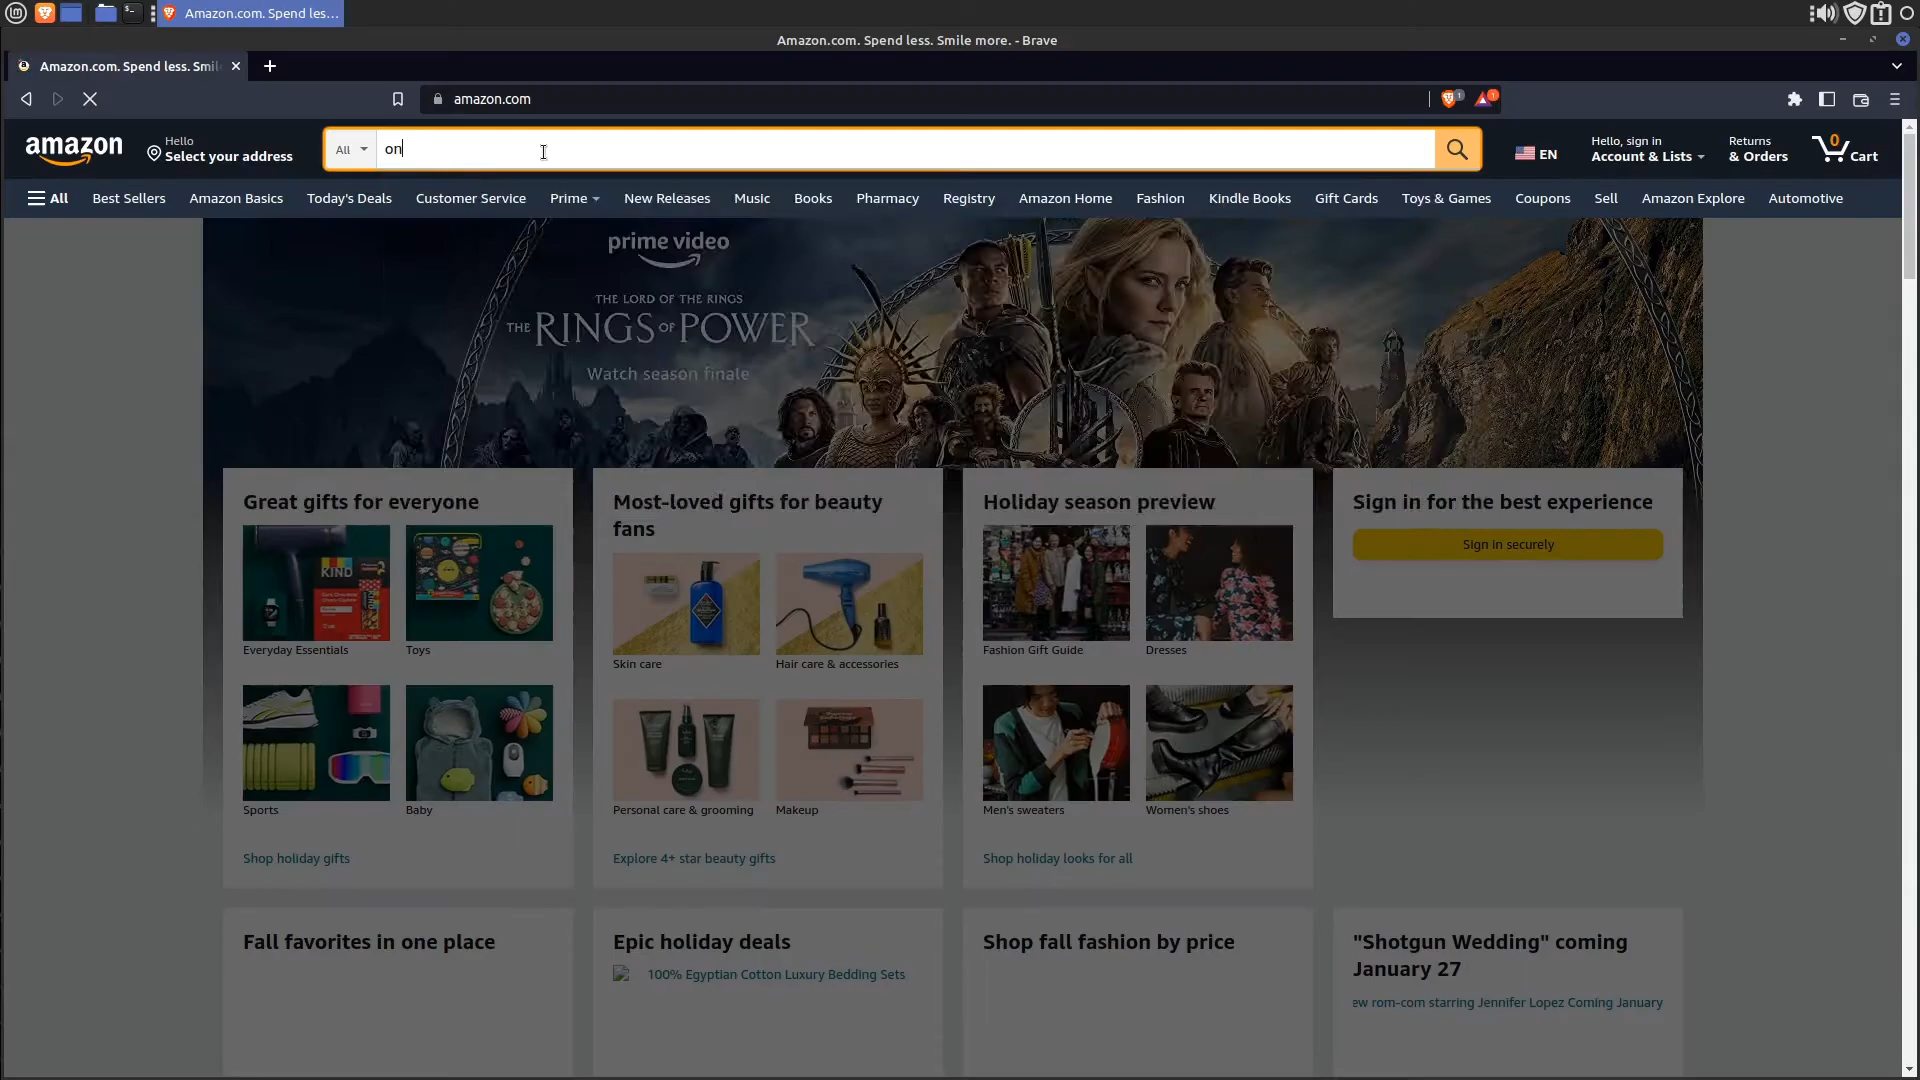 Amazon.com. Spend less...
Amazon.com. Spend less. Smile more. - Brave
Amazon.com. Spend less. Smil
amazon.com
1
1
amazon
Hello
Select your address
All
on
EN
Hello, sign in
Account & Lists
Returns
& Orders
0
Cart
All
Best Sellers
Amazon Basics
Today's Deals
Customer Service
Prime
New Releases
Music
Books
Pharmacy
Registry
Amazon Home
Fashion
Kindle Books
Gift Cards
Toys & Games
Coupons
Sell
Amazon Explore
Automotive
prime video
THE LORD OF THE RINGS
THE RINGS OF POWER
Watch season finale
Great gifts for everyone
KIND
Everyday Essentials
Toys
Sports
Baby
Shop holiday gifts
Most-loved gifts for beauty
fans
Skin care
Hair care & accessories
Personal care & grooming
Makeup
Explore 4+ star beauty gifts
Holiday season preview
Fashion Gift Guide
Dresses
Men's sweaters
Women's shoes
Shop holiday looks for all
Sign in for the best experience
Sign in securely
Fall favorites in one place
Epic holiday deals
100% Egyptian Cotton Luxury Bedding Sets
Shop fall fashion by price
"Shotgun Wedding" coming
January 27
ew rom-com starring Jennifer Lopez Coming January